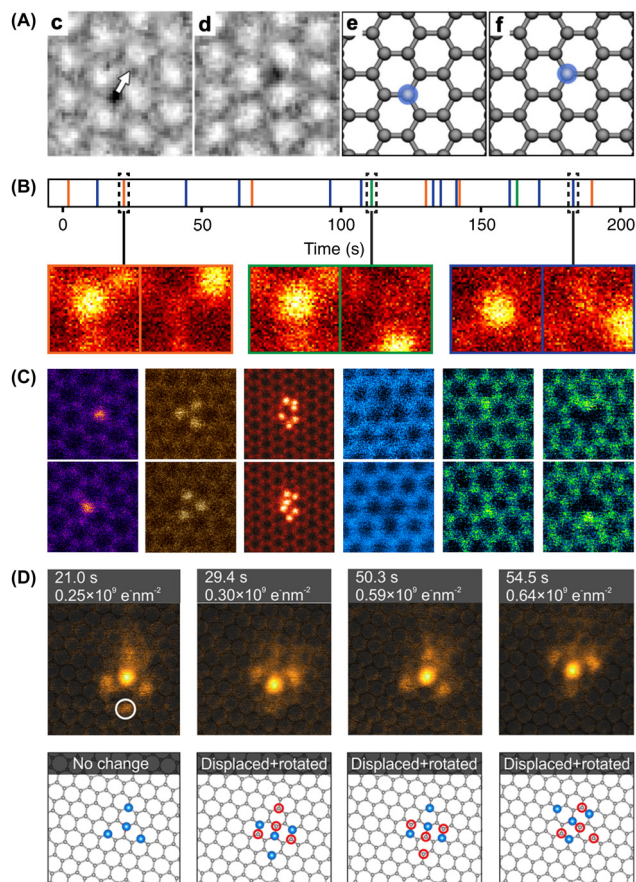 (A) c d e f
(B)
0 50 100 150 200
Time (s)
(C)
(D)
21.0 s 29.4 s 50.3 s 54.5 s
0.25×10⁹ e⁻nm⁻² 0.30×10⁹ e⁻nm⁻² 0.59×10⁹ e⁻nm⁻² 0.64×10⁹ e⁻nm⁻²
No change Displaced+rotated Displaced+rotated Displaced+rotated